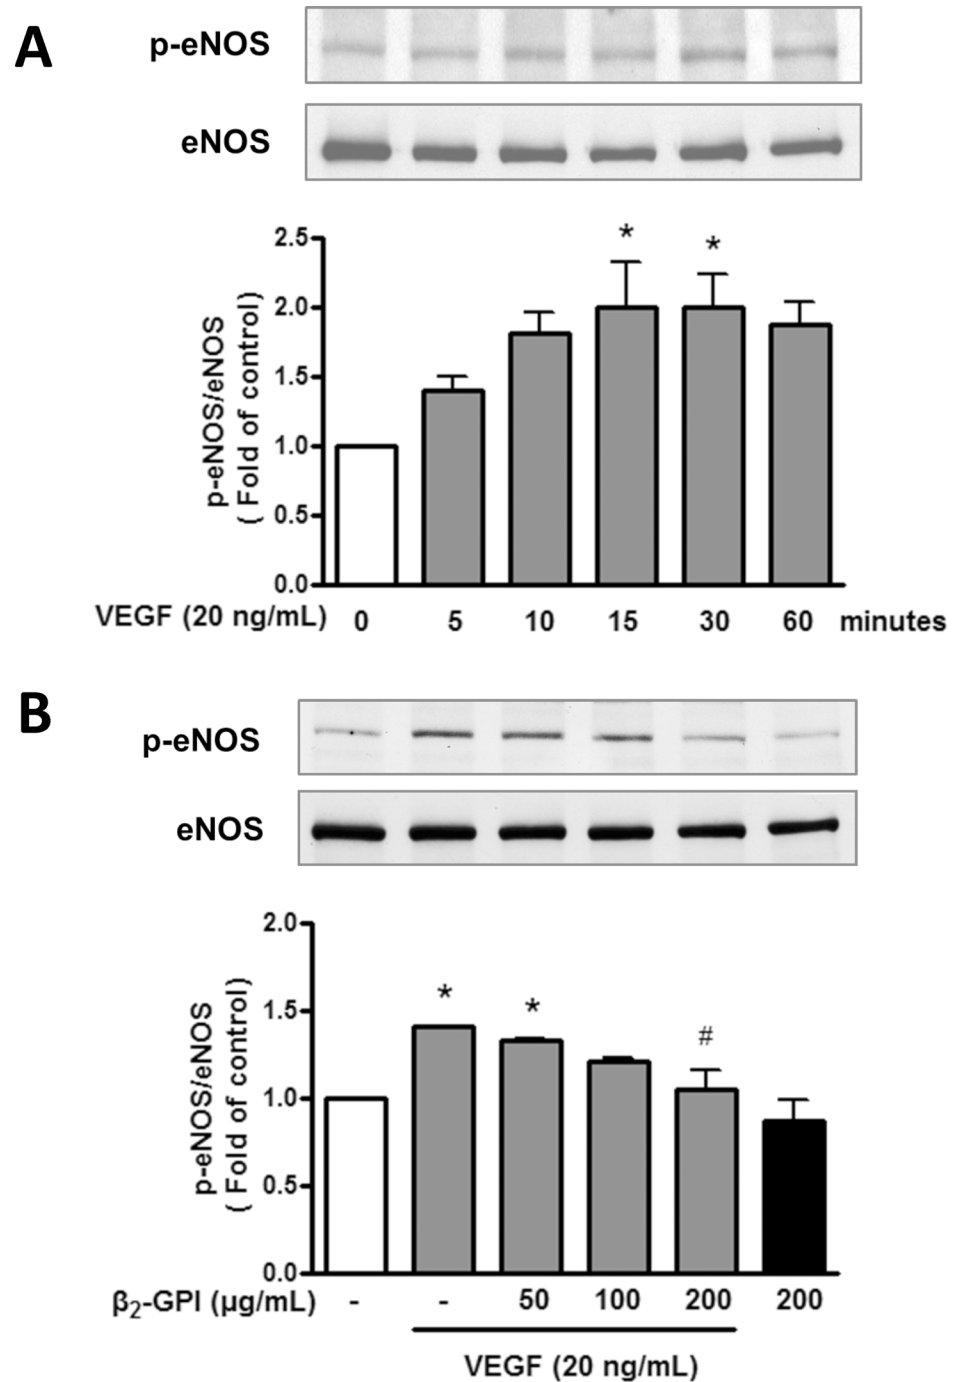 A
p-eNOS
eNOS
* *
2.5
2.0
1.5
1.0
0.5
0.0
p-eNOS/eNOS
( Fold of control)
VEGF (20 ng/mL) 0 5 10 15 30 60 minutes
B
p-eNOS
eNOS
2.0
1.5
1.0
0.5
0.0
* * #
p-eNOS/eNOS
( Fold of control)
β₂-GPI (μg/mL) - - 50 100 200 200
VEGF (20 ng/mL)